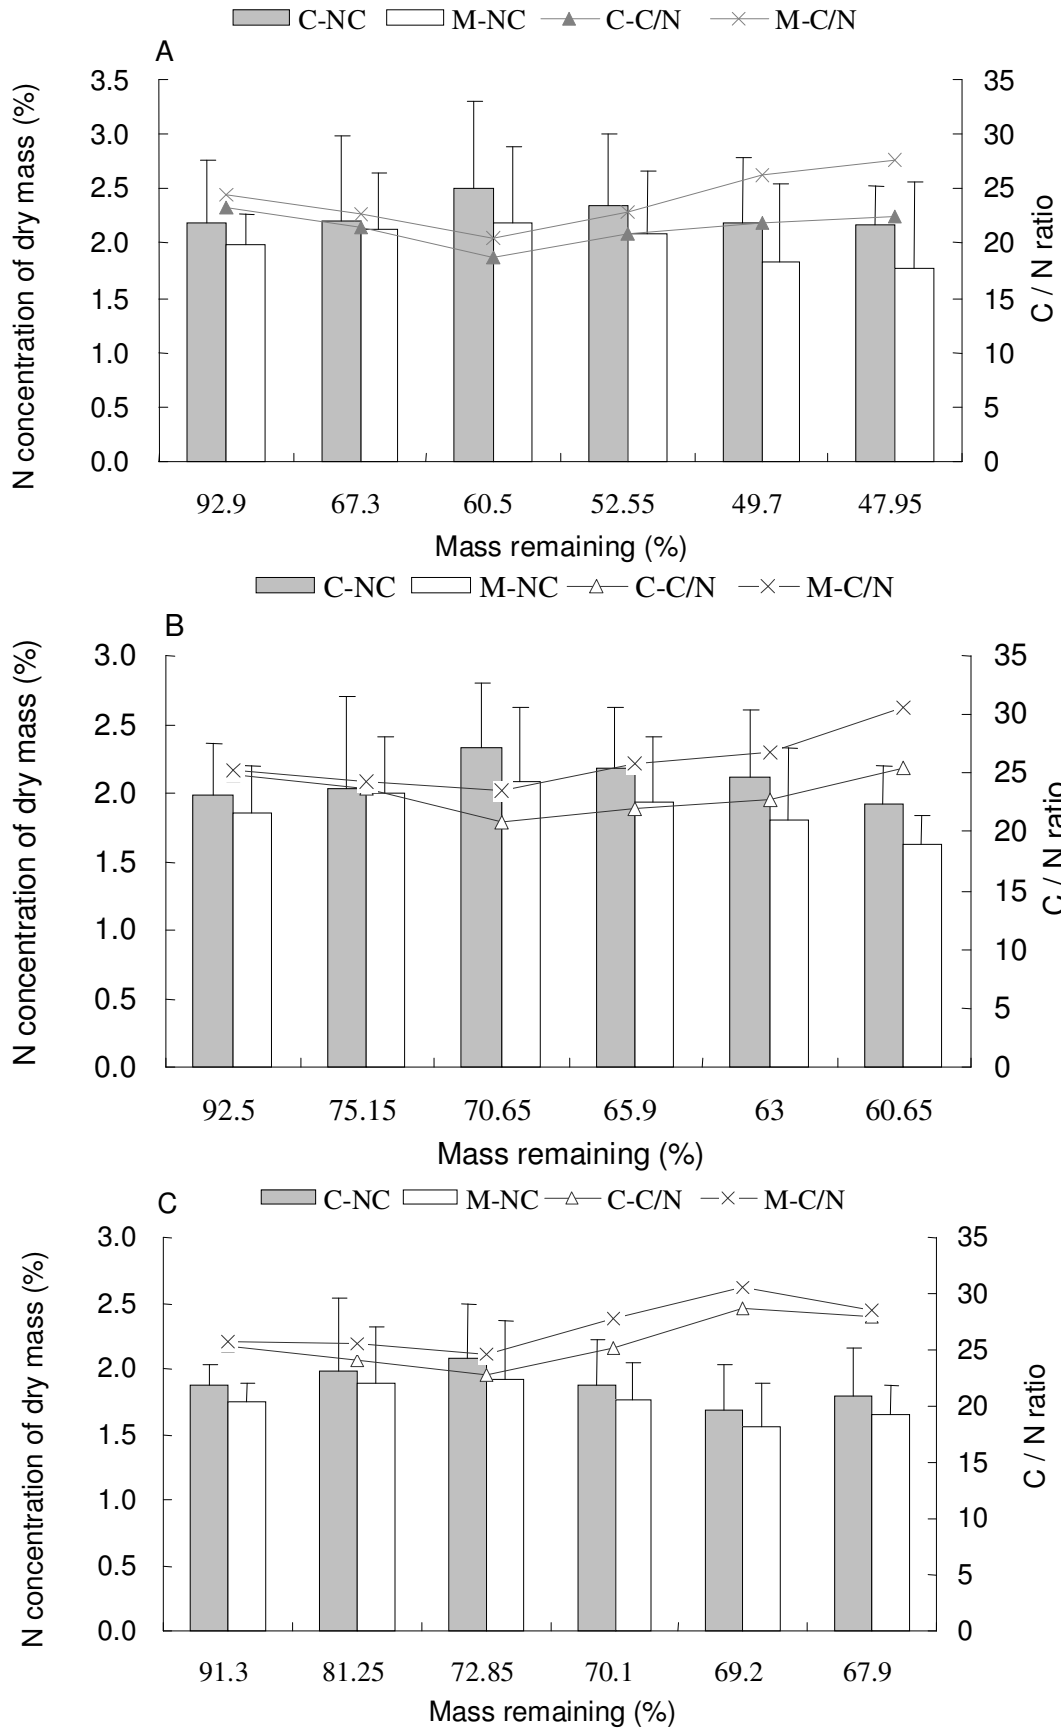 C-NC M-NC C-C/N M-C/N
A
N concentration of dry mass (%)
3.5
3.0
2.5
2.0
1.5
1.0
0.5
0.0
35
30
25
20
15
10
5
0
C / N ratio
92.9 67.3 60.5 52.55 49.7 47.95
Mass remaining (%)
C-NC M-NC C-C/N M-C/N
B
N concentration of dry mass (%)
3.0
2.5
2.0
1.5
1.0
0.5
0.0
35
30
25
20
15
10
5
0
C / N ratio
92.5 75.15 70.65 65.9 63 60.65
Mass remaining (%)
C-NC M-NC C-C/N M-C/N
C
N concentration of dry mass (%)
3.0
2.5
2.0
1.5
1.0
0.5
0.0
35
30
25
20
15
10
5
0
C / N ratio
91.3 81.25 72.85 70.1 69.2 67.9
Mass remaining (%)